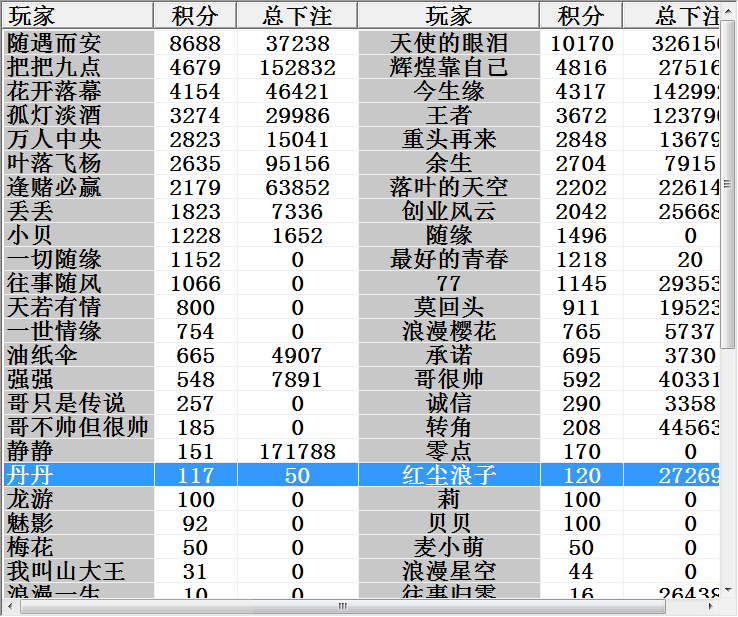 玩家 积分 总下注 玩家 积分 总下注
随遇而安 8688 37238 天使的眼泪 10170 32615
把把九点 4679 152832 辉煌靠自己 4816 27516
花开落幕 4154 46421 今生缘 4317 14299
孤灯淡酒 3274 29986 王者 3672 12379
万人中央 2823 15041 重头再来 2848 13679
叶落飞杨 2635 95156 余生 2704 7915
逢赌必赢 2179 63852 落叶的天空 2202 22614
丢丢 1823 7336 创业风云 2042 25668
小贝 1228 1652 随缘 1496 0
一切随缘 1152 0 最好的青春 1218 20
往事随风 1066 0 77 1145 29353
天若有情 800 0 莫回头 911 19523
一世情缘 754 0 浪漫樱花 765 5737
油纸伞 665 4907 承诺 695 3730
强强 548 7891 哥很帅 592 40331
哥只是传说 257 0 诚信 290 3358
哥不帅但很帅 185 0 转角 208 44563
静静 151 171788 零点 170 0
丹丹 117 50 红尘浪子 120 27269
龙游 100 0 莉 100 0
魅影 92 0 贝贝 100 0
梅花 50 0 麦小萌 50 0
我叫山大王 31 0 浪漫星空 44 0
浪漫一生 10 0 往事归零 16 26438